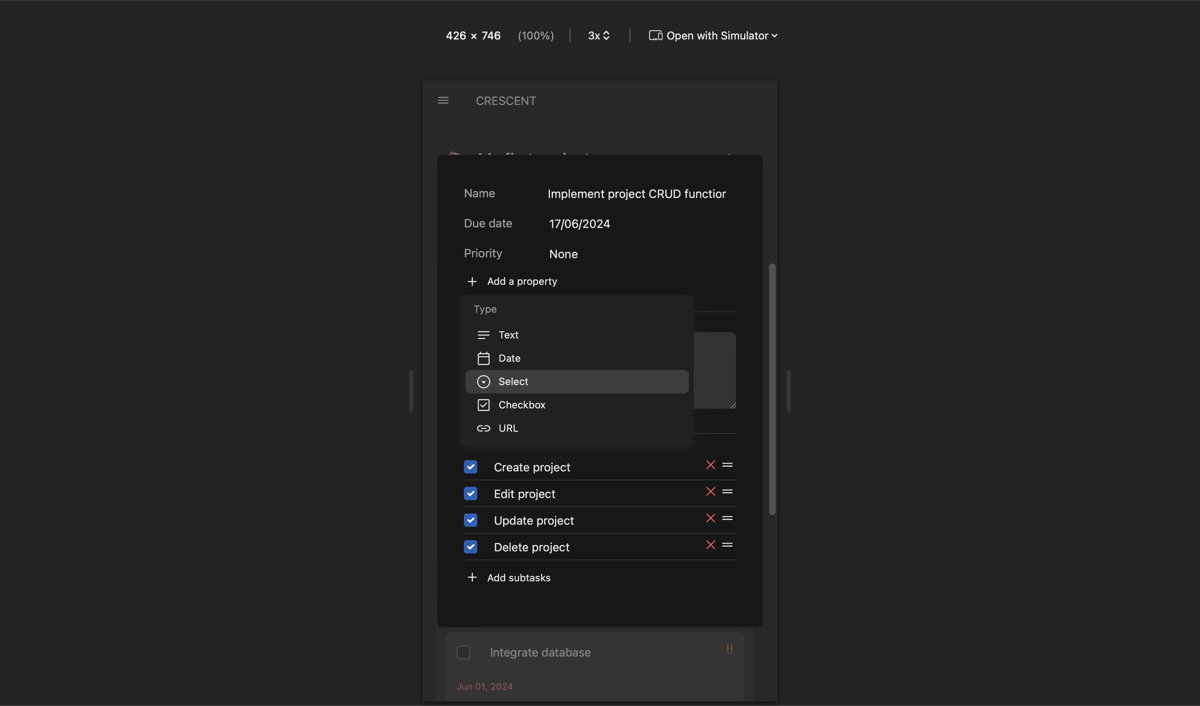 426 × 746 (100%) 3x Open with Simulator
CRESCENT
Name Implement project CRUD function
Due date 17/06/2024
Priority None
+ Add a property
Type
Text
Date
Select
Checkbox
URL
Create project
Edit project
Update project
Delete project
+ Add subtasks
Integrate database !!
Jun 01, 2024